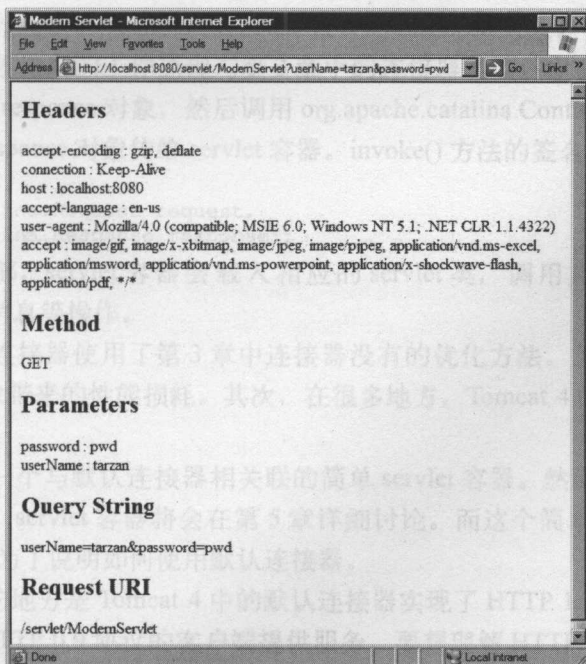 Modern Servlet - Microsoft Internet Explorer
File Edit View Favorites Tools Help
Address http://localhost:8080/servlet/ModernServlet?userName=tarzan&password=pwd Go Links »
Headers
accept-encoding : gzip, deflate
connection : Keep-Alive
host : localhost:8080
accept-language : en-us
user-agent : Mozilla/4.0 (compatible; MSIE 6.0; Windows NT 5.1; .NET CLR 1.1.4322)
accept : image/gif, image/x-xbitmap, image/jpeg, image/pjpeg, application/vnd.ms-excel,
application/msword, application/vnd.ms-powerpoint, application/x-shockwave-flash,
application/pdf, */*
Method
GET
Parameters
password : pwd
userName : tarzan
Query String
userName=tarzan&password=pwd
Request URI
/servlet/ModernServlet
Done Local intranet